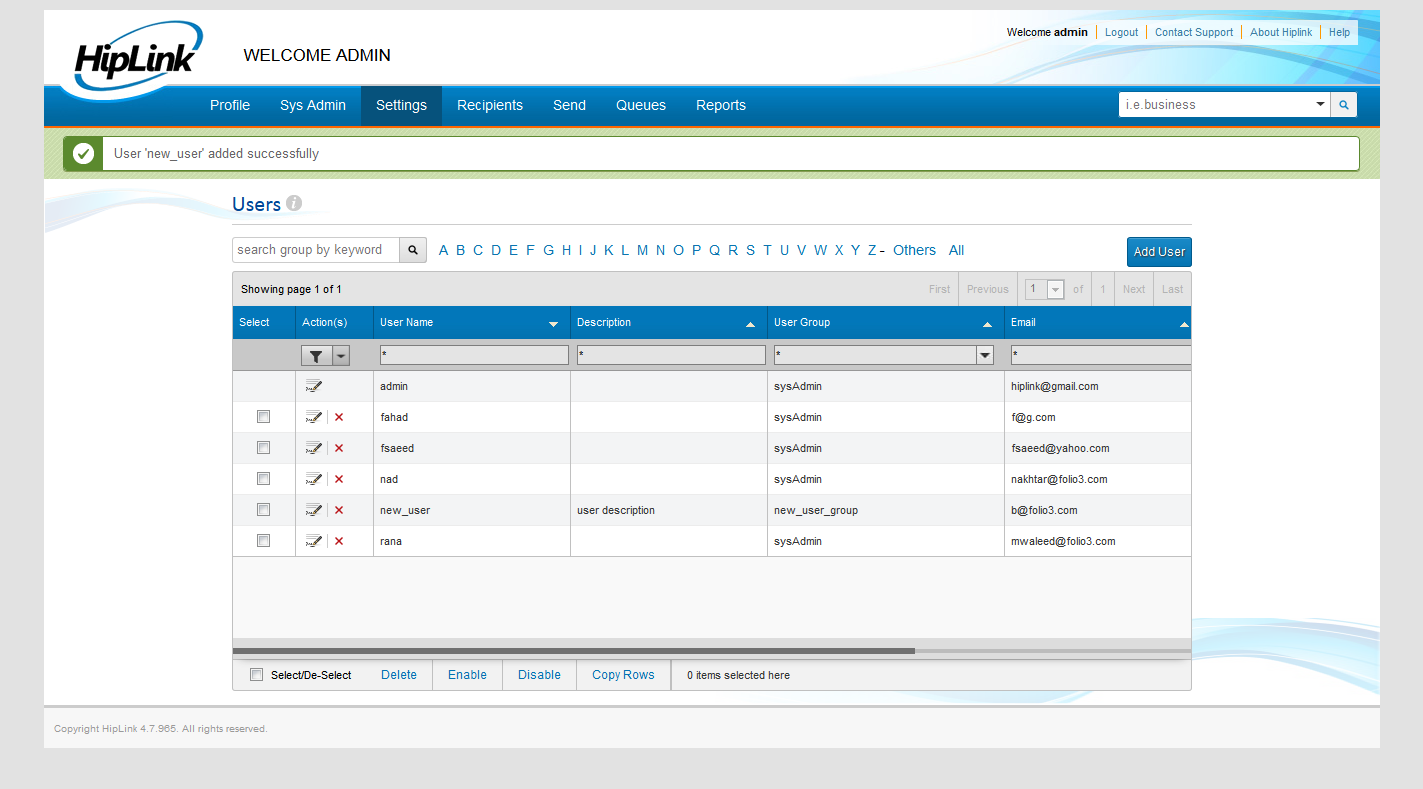 HipLink
WELCOME ADMIN
Welcome admin Logout Contact Support About Hiplink Help
Profile Sys Admin Settings Recipients Send Queues Reports i.e.business
User 'new_user' added successfully
Users i
search group by keyword A B C D E F G H I J K L M N O P Q R S T U V W X Y Z - Others All Add User
Showing page 1 of 1 First Previous 1 of 1 Next Last
Select Action(s) User Name Description User Group Email
* * * *
admin sysAdmin hiplink@gmail.com
fahad sysAdmin f@g.com
fsaeed sysAdmin fsaeed@yahoo.com
nad sysAdmin nakhtar@folio3.com
new_user user description new_user_group b@folio3.com
rana sysAdmin mwaleed@folio3.com
Select/De-Select Delete Enable Disable Copy Rows 0 items selected here
Copyright HipLink 4.7.965. All rights reserved.